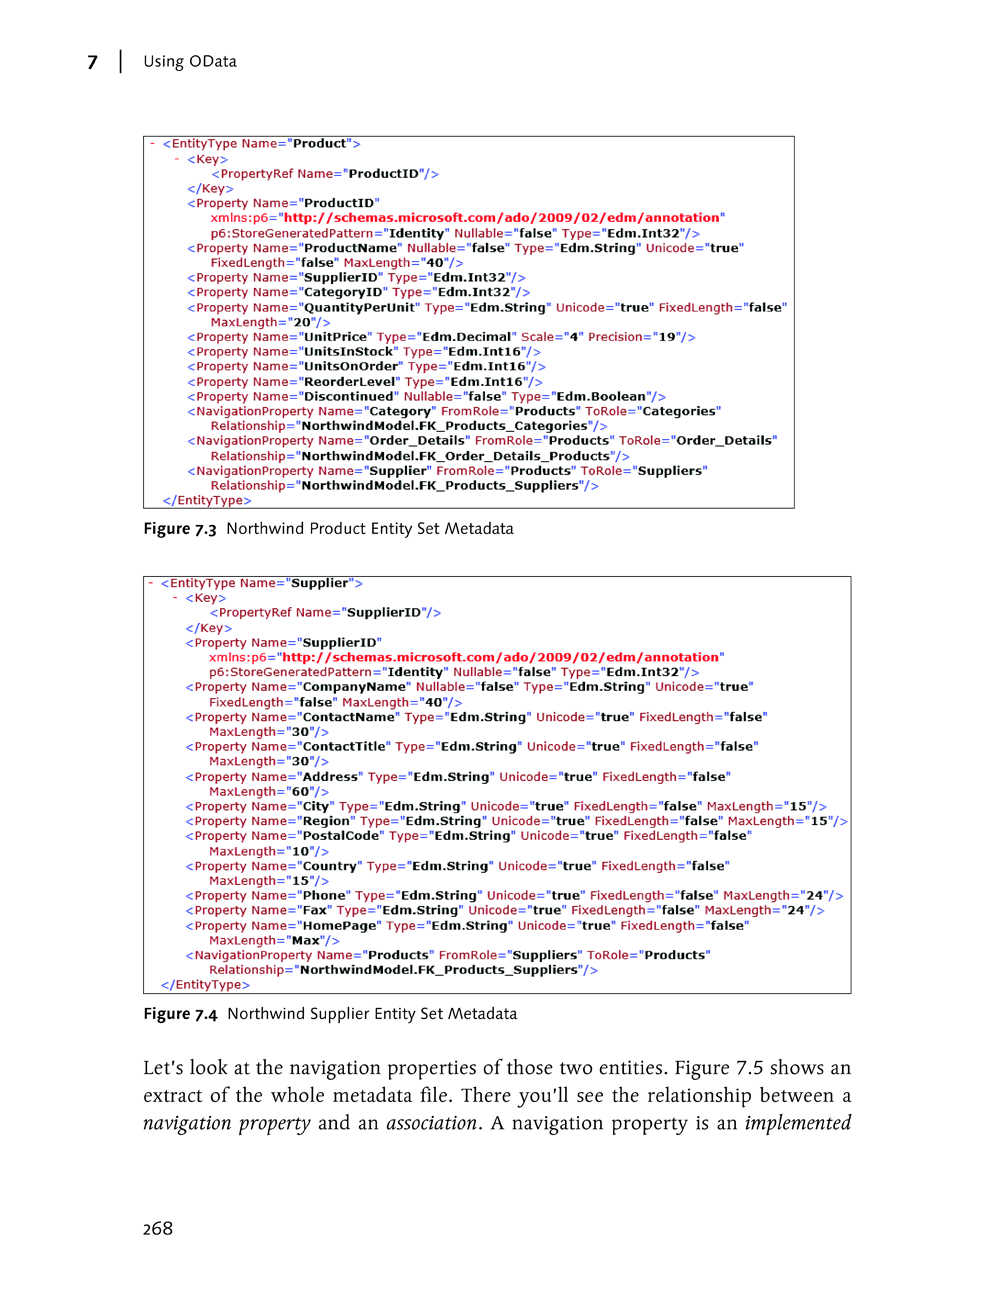 7 | Using OData
- <EntityType Name="Product">
- <Key>
<PropertyRef Name="ProductID"/>
</Key>
<Property Name="ProductID"
xmlns:p6="http://schemas.microsoft.com/ado/2009/02/edm/annotation"
p6:StoreGeneratedPattern="Identity" Nullable="false" Type="Edm.Int32"/>
<Property Name="ProductName" Nullable="false" Type="Edm.String" Unicode="true"
FixedLength="false" MaxLength="40"/>
<Property Name="SupplierID" Type="Edm.Int32"/>
<Property Name="CategoryID" Type="Edm.Int32"/>
<Property Name="QuantityPerUnit" Type="Edm.String" Unicode="true" FixedLength="false"
MaxLength="20"/>
<Property Name="UnitPrice" Type="Edm.Decimal" Scale="4" Precision="19"/>
<Property Name="UnitsInStock" Type="Edm.Int16"/>
<Property Name="UnitsOnOrder" Type="Edm.Int16"/>
<Property Name="ReorderLevel" Type="Edm.Int16"/>
<Property Name="Discontinued" Nullable="false" Type="Edm.Boolean"/>
<NavigationProperty Name="Category" FromRole="Products" ToRole="Categories"
Relationship="NorthwindModel.FK_Products_Categories"/>
<NavigationProperty Name="Order_Details" FromRole="Products" ToRole="Order_Details"
Relationship="NorthwindModel.FK_Order_Details_Products"/>
<NavigationProperty Name="Supplier" FromRole="Products" ToRole="Suppliers"
Relationship="NorthwindModel.FK_Products_Suppliers"/>
</EntityType>
Figure 7.3 Northwind Product Entity Set Metadata
- <EntityType Name="Supplier">
- <Key>
<PropertyRef Name="SupplierID"/>
</Key>
<Property Name="SupplierID"
xmlns:p6="http://schemas.microsoft.com/ado/2009/02/edm/annotation"
p6:StoreGeneratedPattern="Identity" Nullable="false" Type="Edm.Int32"/>
<Property Name="CompanyName" Nullable="false" Type="Edm.String" Unicode="true"
FixedLength="false" MaxLength="40"/>
<Property Name="ContactName" Type="Edm.String" Unicode="true" FixedLength="false"
MaxLength="30"/>
<Property Name="ContactTitle" Type="Edm.String" Unicode="true" FixedLength="false"
MaxLength="30"/>
<Property Name="Address" Type="Edm.String" Unicode="true" FixedLength="false"
MaxLength="60"/>
<Property Name="City" Type="Edm.String" Unicode="true" FixedLength="false" MaxLength="15"/>
<Property Name="Region" Type="Edm.String" Unicode="true" FixedLength="false" MaxLength="15"/>
<Property Name="PostalCode" Type="Edm.String" Unicode="true" FixedLength="false"
MaxLength="10"/>
<Property Name="Country" Type="Edm.String" Unicode="true" FixedLength="false"
MaxLength="15"/>
<Property Name="Phone" Type="Edm.String" Unicode="true" FixedLength="false" MaxLength="24"/>
<Property Name="Fax" Type="Edm.String" Unicode="true" FixedLength="false" MaxLength="24"/>
<Property Name="HomePage" Type="Edm.String" Unicode="true" FixedLength="false"
MaxLength="Max"/>
<NavigationProperty Name="Products" FromRole="Suppliers" ToRole="Products"
Relationship="NorthwindModel.FK_Products_Suppliers"/>
</EntityType>
Figure 7.4 Northwind Supplier Entity Set Metadata
Let's look at the navigation properties of those two entities. Figure 7.5 shows an
extract of the whole metadata file. There you'll see the relationship between a
navigation property and an association. A navigation property is an implemented
268